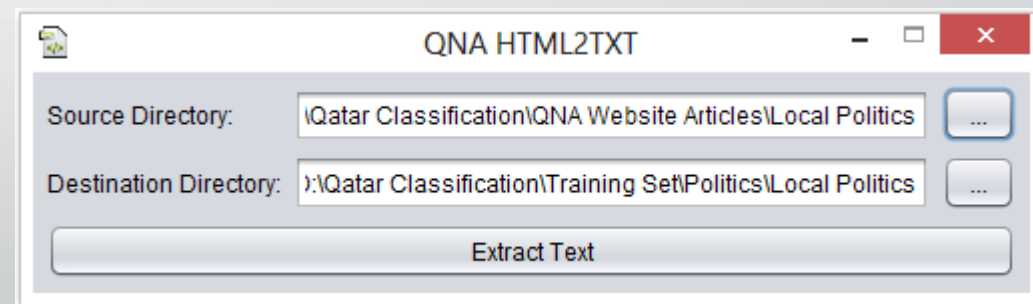 QNA HTML2TXT
Source Directory: \Qatar Classification\QNA Website Articles\Local Politics ...
Destination Directory: :\Qatar Classification\Training Set\Politics\Local Politics ...
Extract Text